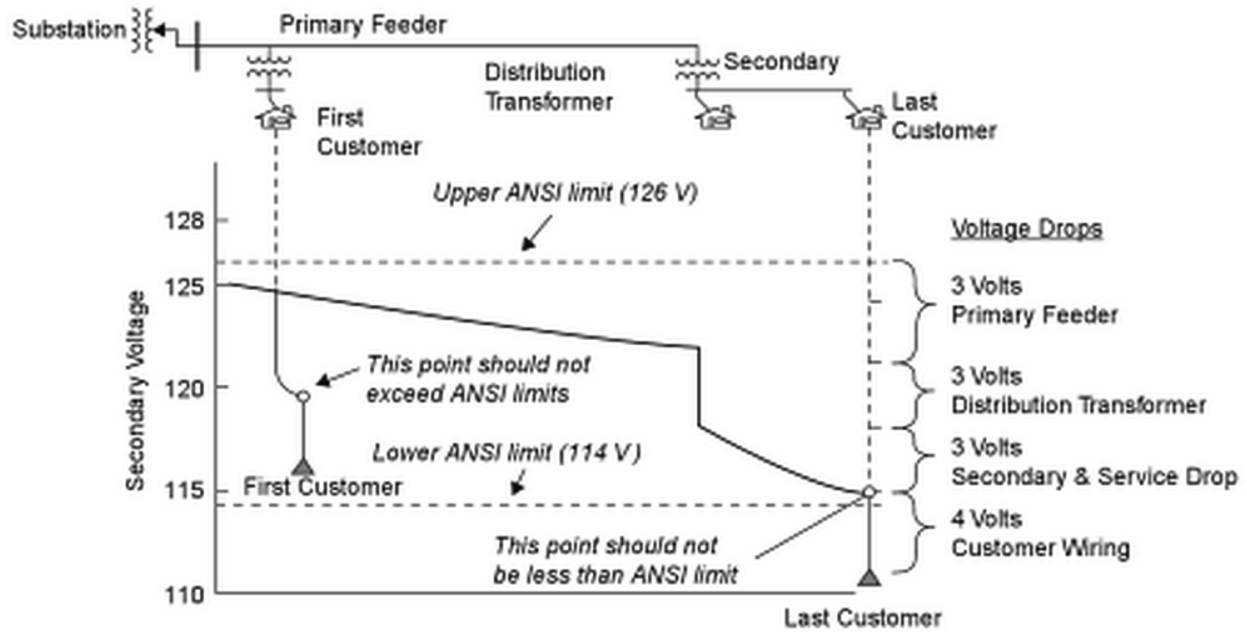 Substation
Primary Feeder
Distribution
Transformer
Secondary
First
Customer
Last
Customer
Upper ANSI limit (126 V)
Voltage Drops
128
125
120
115
110
Secondary Voltage
3 Volts
Primary Feeder
This point should not
exceed ANSI limits
3 Volts
Distribution Transformer
Lower ANSI limit (114 V)
3 Volts
Secondary & Service Drop
First Customer
4 Volts
Customer Wiring
This point should not
be less than ANSI limit
Last Customer